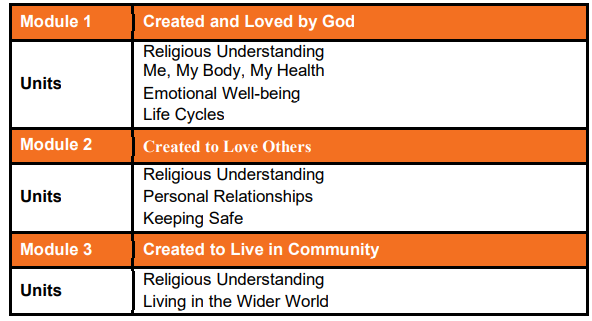 Module 1 Created and Loved by God
Units
Religious Understanding
Me, My Body, My Health
Emotional Well-being
Life Cycles
Module 2 Created to Love Others
Units
Religious Understanding
Personal Relationships
Keeping Safe
Module 3 Created to Live in Community
Units
Religious Understanding
Living in the Wider World